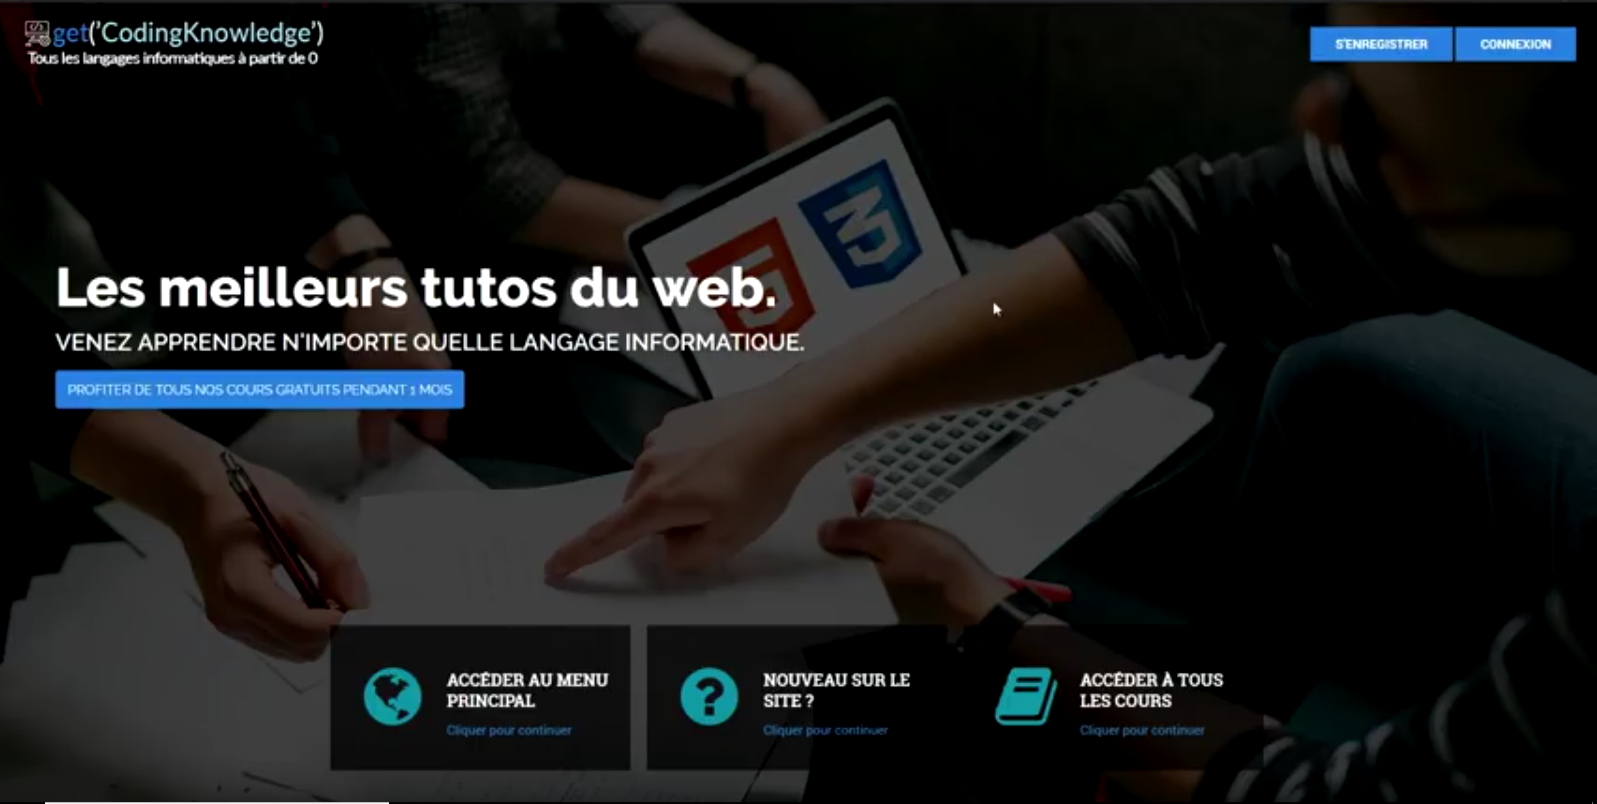 get('CodingKnowledge')
Tous les langages informatiques à partir de 0
S'ENREGISTRER
CONNEXION
Les meilleurs tutos du web.
VENEZ APPRENDRE N'IMPORTE QUELLE LANGAGE INFORMATIQUE.
PROFITER DE TOUS NOS COURS GRATUITS PENDANT 1 MOIS
ACCÉDER AU MENU
PRINCIPAL
Cliquer pour continuer
NOUVEAU SUR LE
SITE ?
Cliquer pour continuer
ACCÉDER À TOUS
LES COURS
Cliquer pour continuer